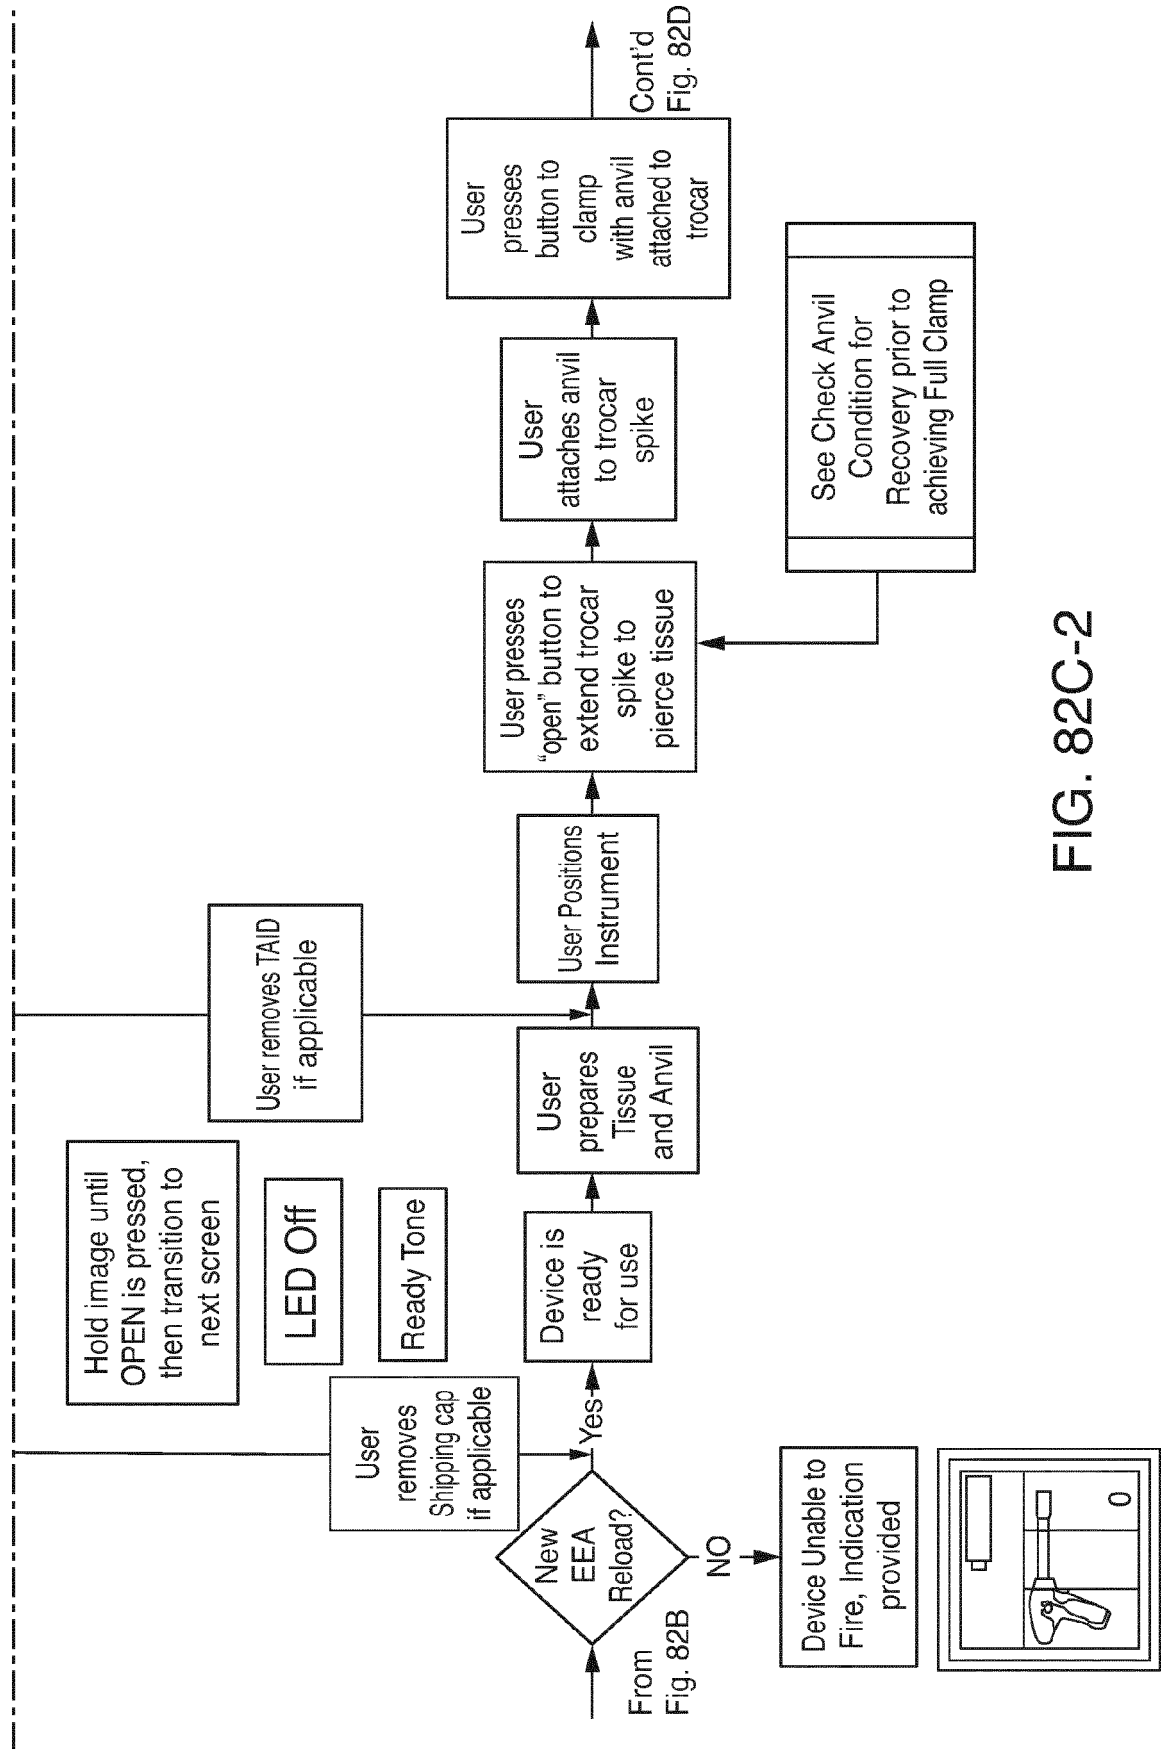 Hold image until
OPEN is pressed,
then transition to
next screen
LED Off
Ready Tone
User removes TAID
if applicable
User
removes
Shipping cap
if applicable
From
Fig. 82B
New
EEA
Reload?
Yes
NO
Device is
ready
for use
User
prepares
Tissue
and Anvil
User Positions
Instrument
User presses
“open” button to
extend trocar
spike to
pierce tissue
User
attaches anvil
to trocar
spike
User
presses
button to
clamp
with anvil
attached to
trocar
Cont'd
Fig. 82D
Device Unable to
Fire, Indication
provided
0
See Check Anvil
Condition for
Recovery prior to
achieving Full Clamp
FIG. 82C-2